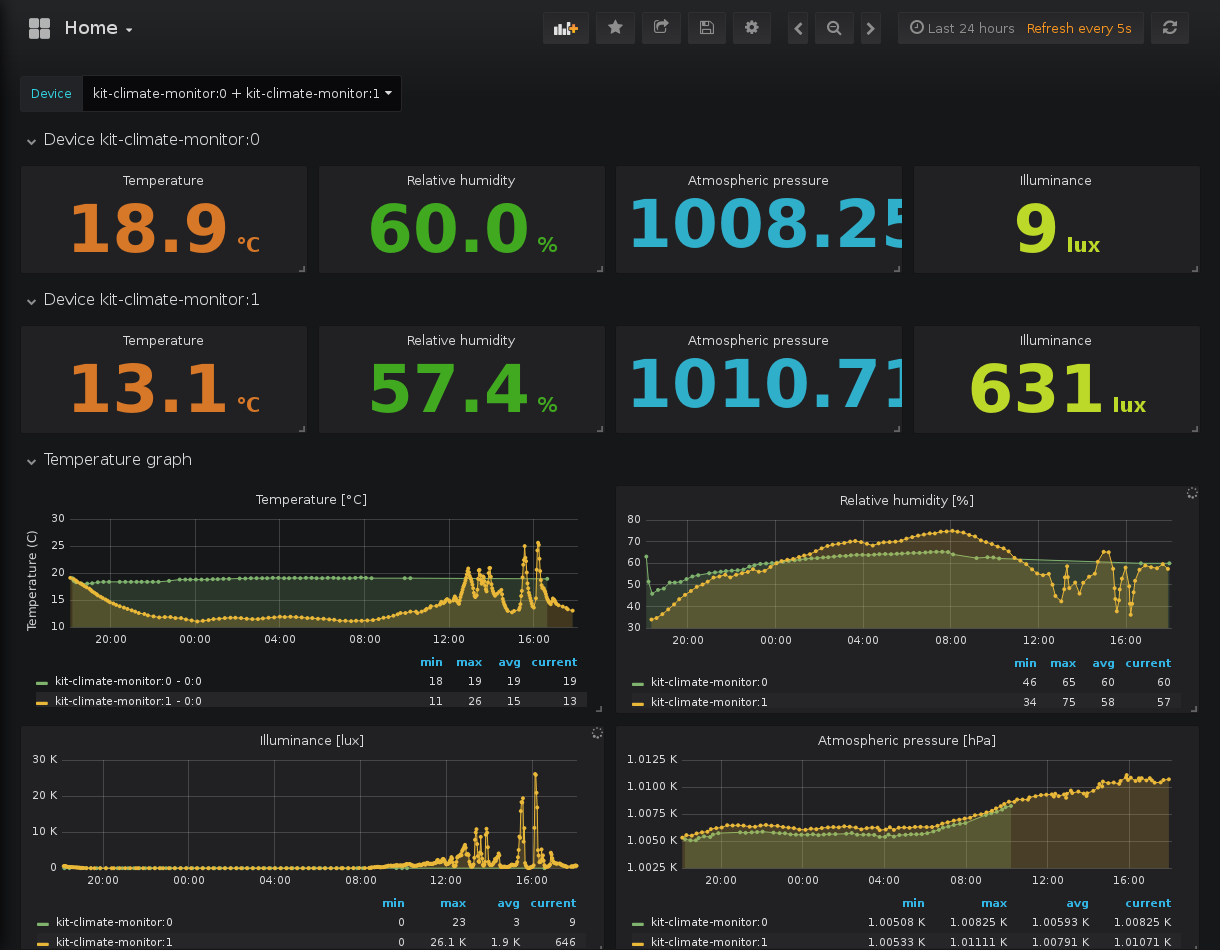 Home
Last 24 hours Refresh every 5s
Device kit-climate-monitor:0 + kit-climate-monitor:1
Device kit-climate-monitor:0
Temperature Relative humidity Atmospheric pressure Illuminance
18.9 °C 60.0 % 1008.25 9 lux
Device kit-climate-monitor:1
Temperature Relative humidity Atmospheric pressure Illuminance
13.1 °C 57.4 % 1010.71 631 lux
Temperature graph
Temperature [°C]
Temperature (C)
30
25
20
15
10
20:00 00:00 04:00 08:00 12:00 16:00
min max avg current
kit-climate-monitor:0 - 0:0 18 19 19 19
kit-climate-monitor:1 - 0:0 11 26 15 13
Relative humidity [%]
80
70
60
50
40
30
20:00 00:00 04:00 08:00 12:00 16:00
min max avg current
kit-climate-monitor:0 46 65 60 60
kit-climate-monitor:1 34 75 58 57
Illuminance [lux]
30 K
20 K
10 K
0
20:00 00:00 04:00 08:00 12:00 16:00
min max avg current
kit-climate-monitor:0 0 23 3 9
kit-climate-monitor:1 0 26.1 K 1.9 K 646
Atmospheric pressure [hPa]
1.0125 K
1.0100 K
1.0075 K
1.0050 K
1.0025 K
20:00 00:00 04:00 08:00 12:00 16:00
min max avg current
kit-climate-monitor:0 1.00508 K 1.00825 K 1.00593 K 1.00825 K
kit-climate-monitor:1 1.00533 K 1.01111 K 1.00791 K 1.01071 K